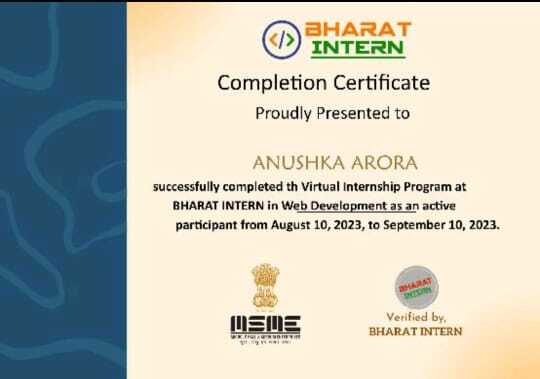 </>
BHARAT
INTERN
Completion Certificate
Proudly Presented to
ANUSHKA ARORA
successfully completed th Virtual Internship Program at
BHARAT INTERN in Web Development as an active
participant from August 10, 2023, to September 10, 2023.
MSME
BHARAT
INTERN
Verified by,
BHARAT INTERN